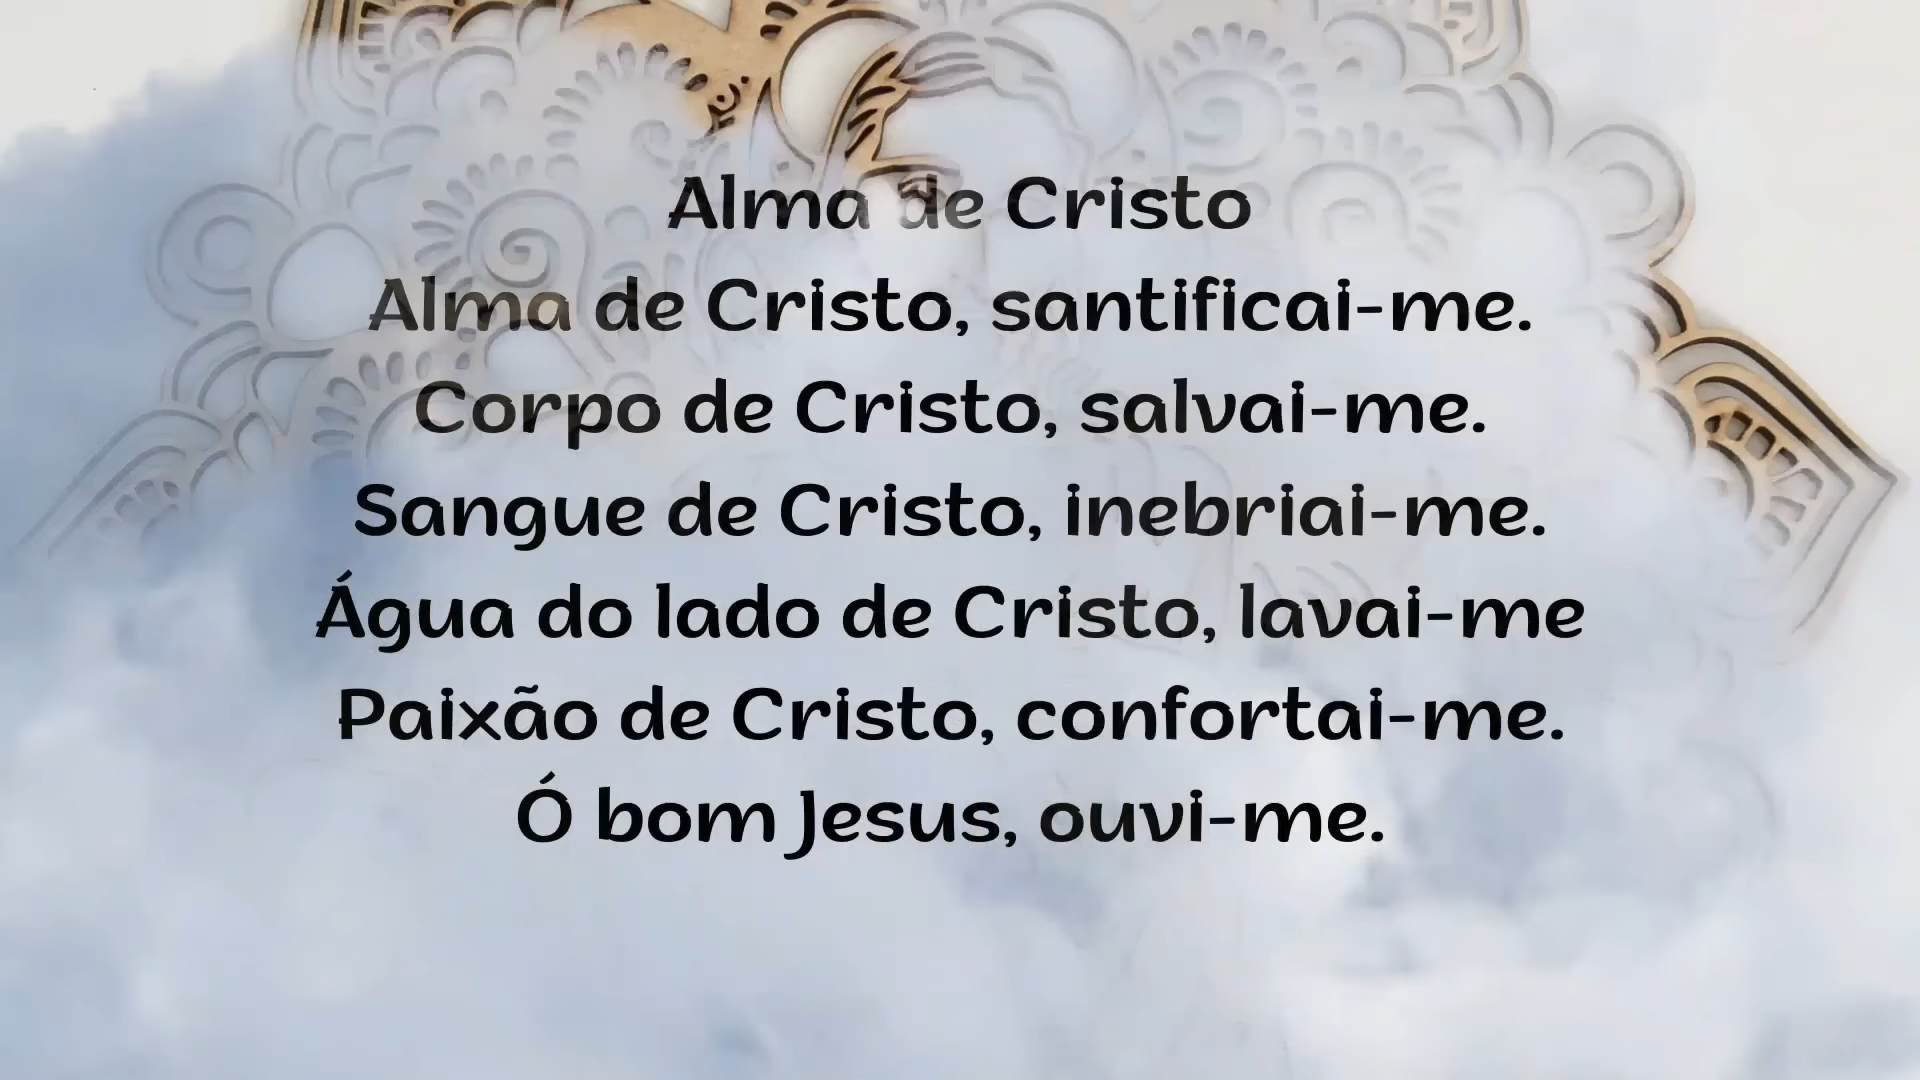 Alma de Cristo
Alma de Cristo, santificai-me.
Corpo de Cristo, salvai-me.
Sangue de Cristo, inebriai-me.
Água do lado de Cristo, lavai-me
Paixão de Cristo, confortai-me.
Ó bom Jesus, ouvi-me.